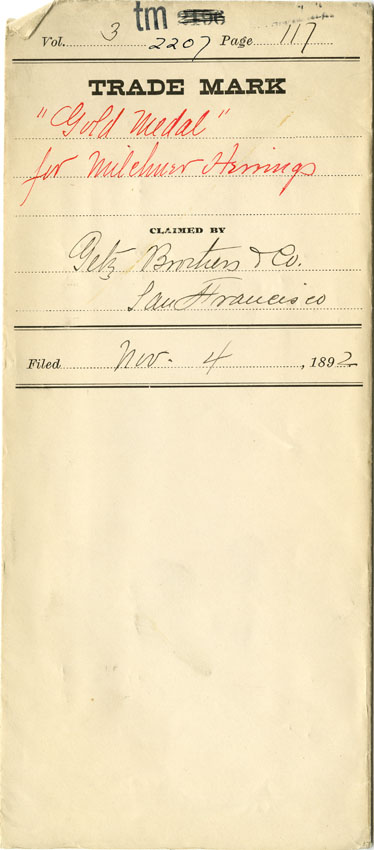 tm 2196
Vol. 3 2207 Page 117
TRADE MARK
"Gold Medal"
for Milchner Herrings
CLAIMED BY
Getz Brothers & Co.
San Francisco
Filed Nov. 4, 1892